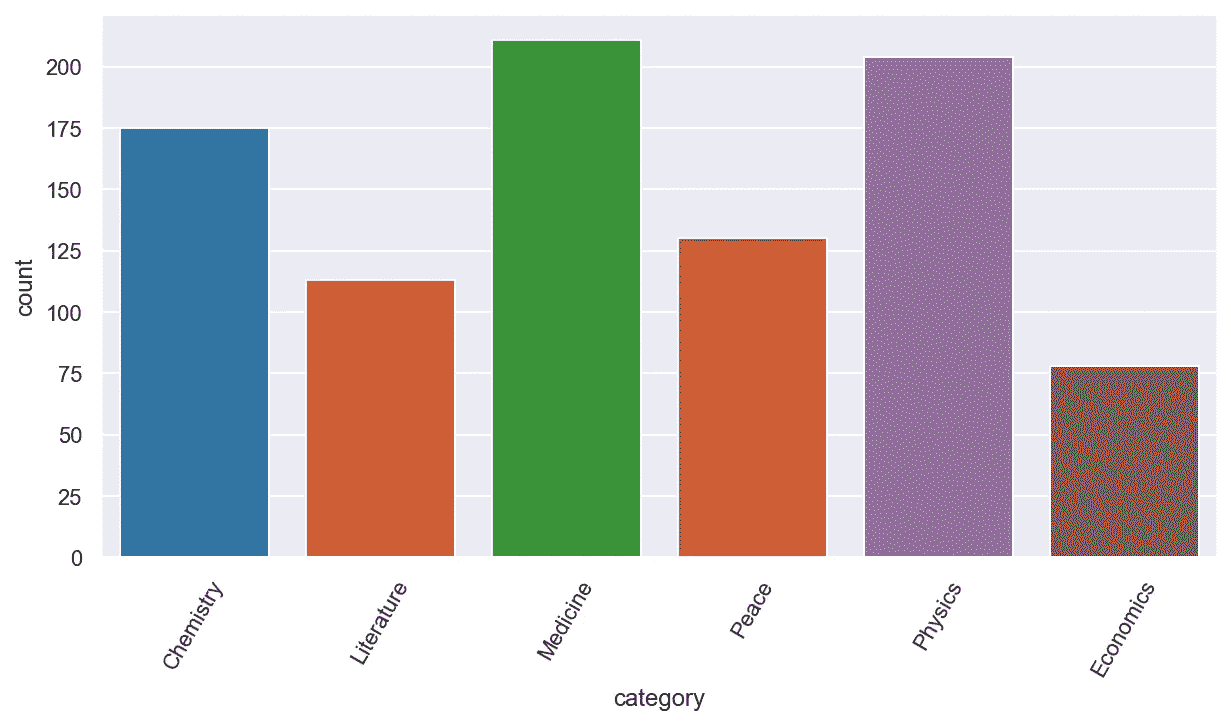 200
175
150
125
100
75
50
25
0
count
Chemistry
Literature
Medicine
Peace
Physics
Economics
category